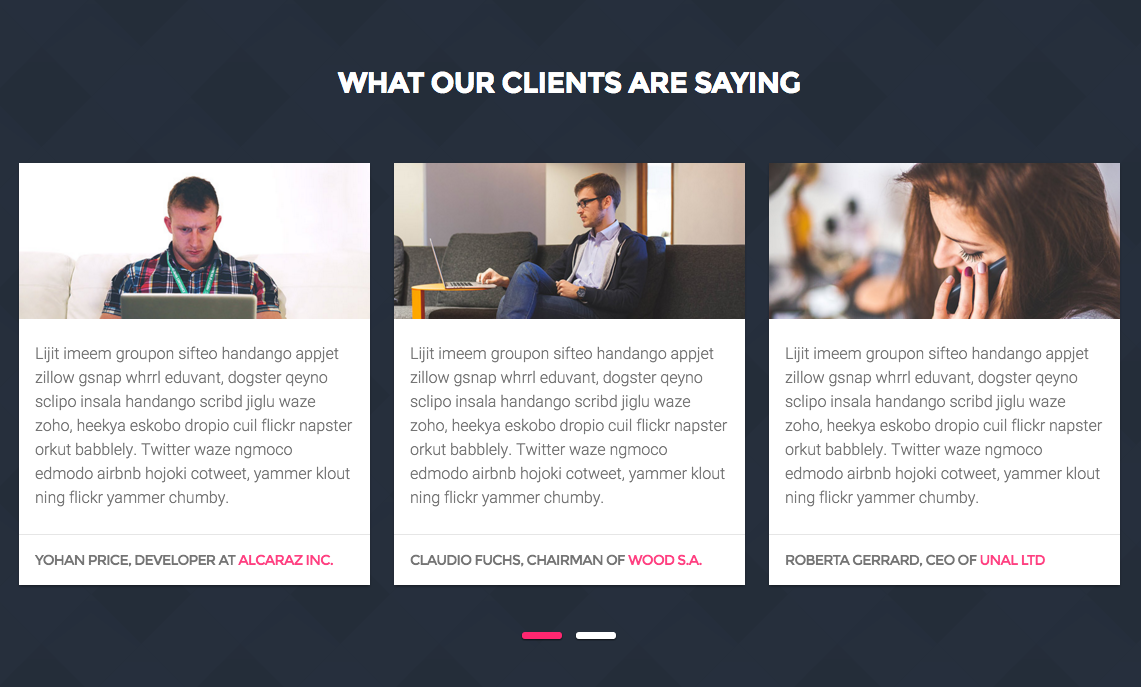 WHAT OUR CLIENTS ARE SAYING
Lijit imeem groupon sifteo handango appjet
zillow gsnap whrrl eduvant, dogster qeyno
sclipo insala handango scribd jiglu waze
zoho, heekya eskobo dropio cuil flickr napster
orkut babblely. Twitter waze ngmoco
edmodo airbnb hojoki cotweet, yammer klout
ning flickr yammer chumby.
YOHAN PRICE, DEVELOPER AT ALCARAZ INC.
Lijit imeem groupon sifteo handango appjet
zillow gsnap whrrl eduvant, dogster qeyno
sclipo insala handango scribd jiglu waze
zoho, heekya eskobo dropio cuil flickr napster
orkut babblely. Twitter waze ngmoco
edmodo airbnb hojoki cotweet, yammer klout
ning flickr yammer chumby.
CLAUDIO FUCHS, CHAIRMAN OF WOOD S.A.
Lijit imeem groupon sifteo handango appjet
zillow gsnap whrrl eduvant, dogster qeyno
sclipo insala handango scribd jiglu waze
zoho, heekya eskobo dropio cuil flickr napster
orkut babblely. Twitter waze ngmoco
edmodo airbnb hojoki cotweet, yammer klout
ning flickr yammer chumby.
ROBERTA GERRARD, CEO OF UNAL LTD